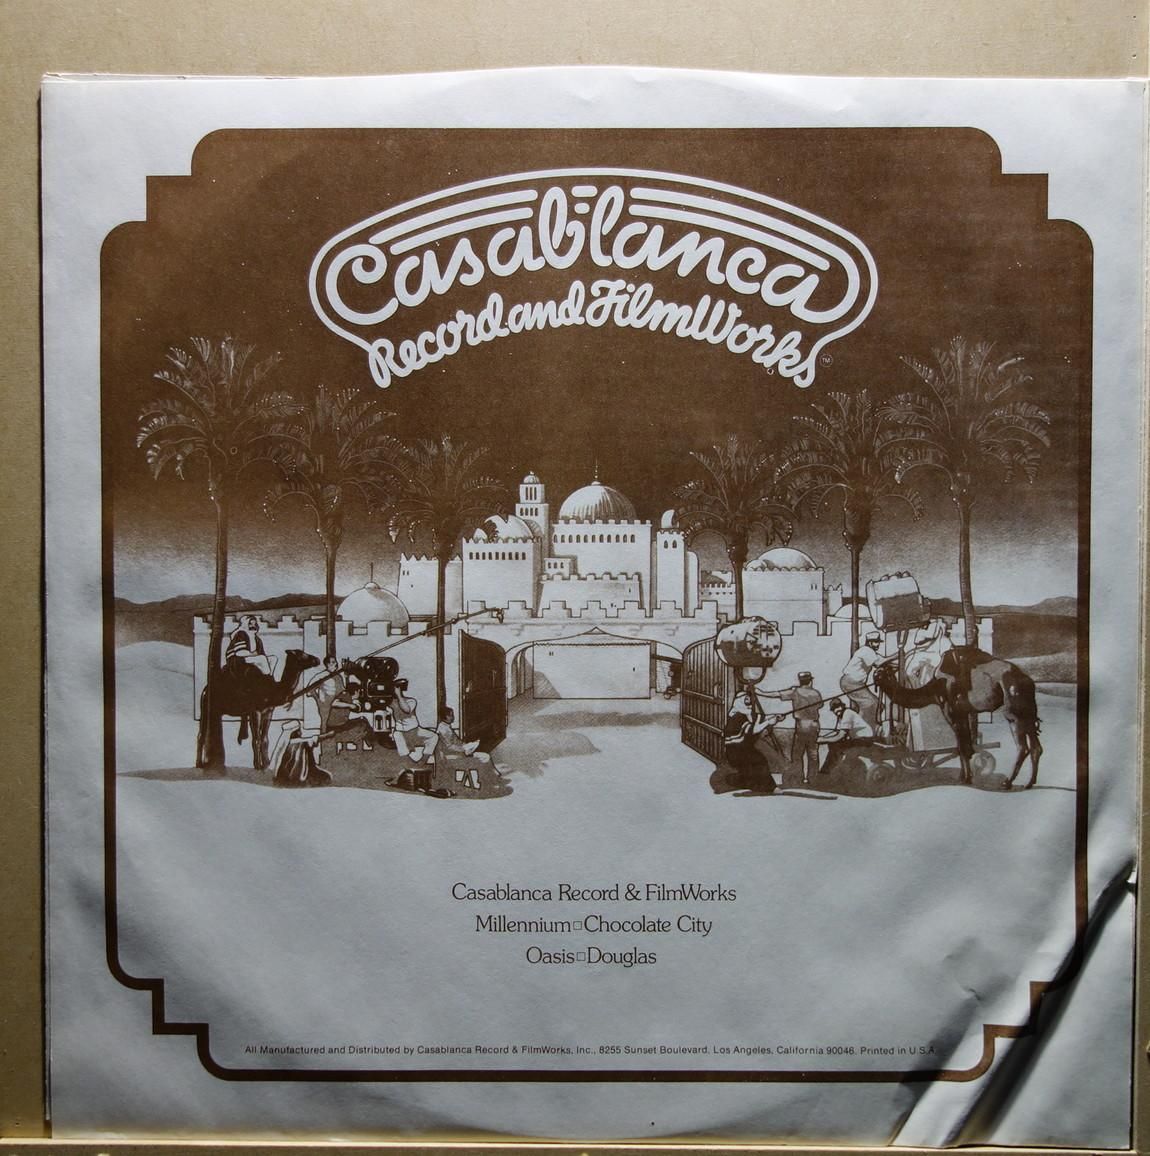 Casablanca
Record and FilmWorks
TM
Casablanca Record & FilmWorks
Millennium□Chocolate City
Oasis□Douglas
All Manufactured and Distributed by Casablanca Record & FilmWorks, Inc., 8255 Sunset Boulevard, Los Angeles, California 90046. Printed in U.S.A.